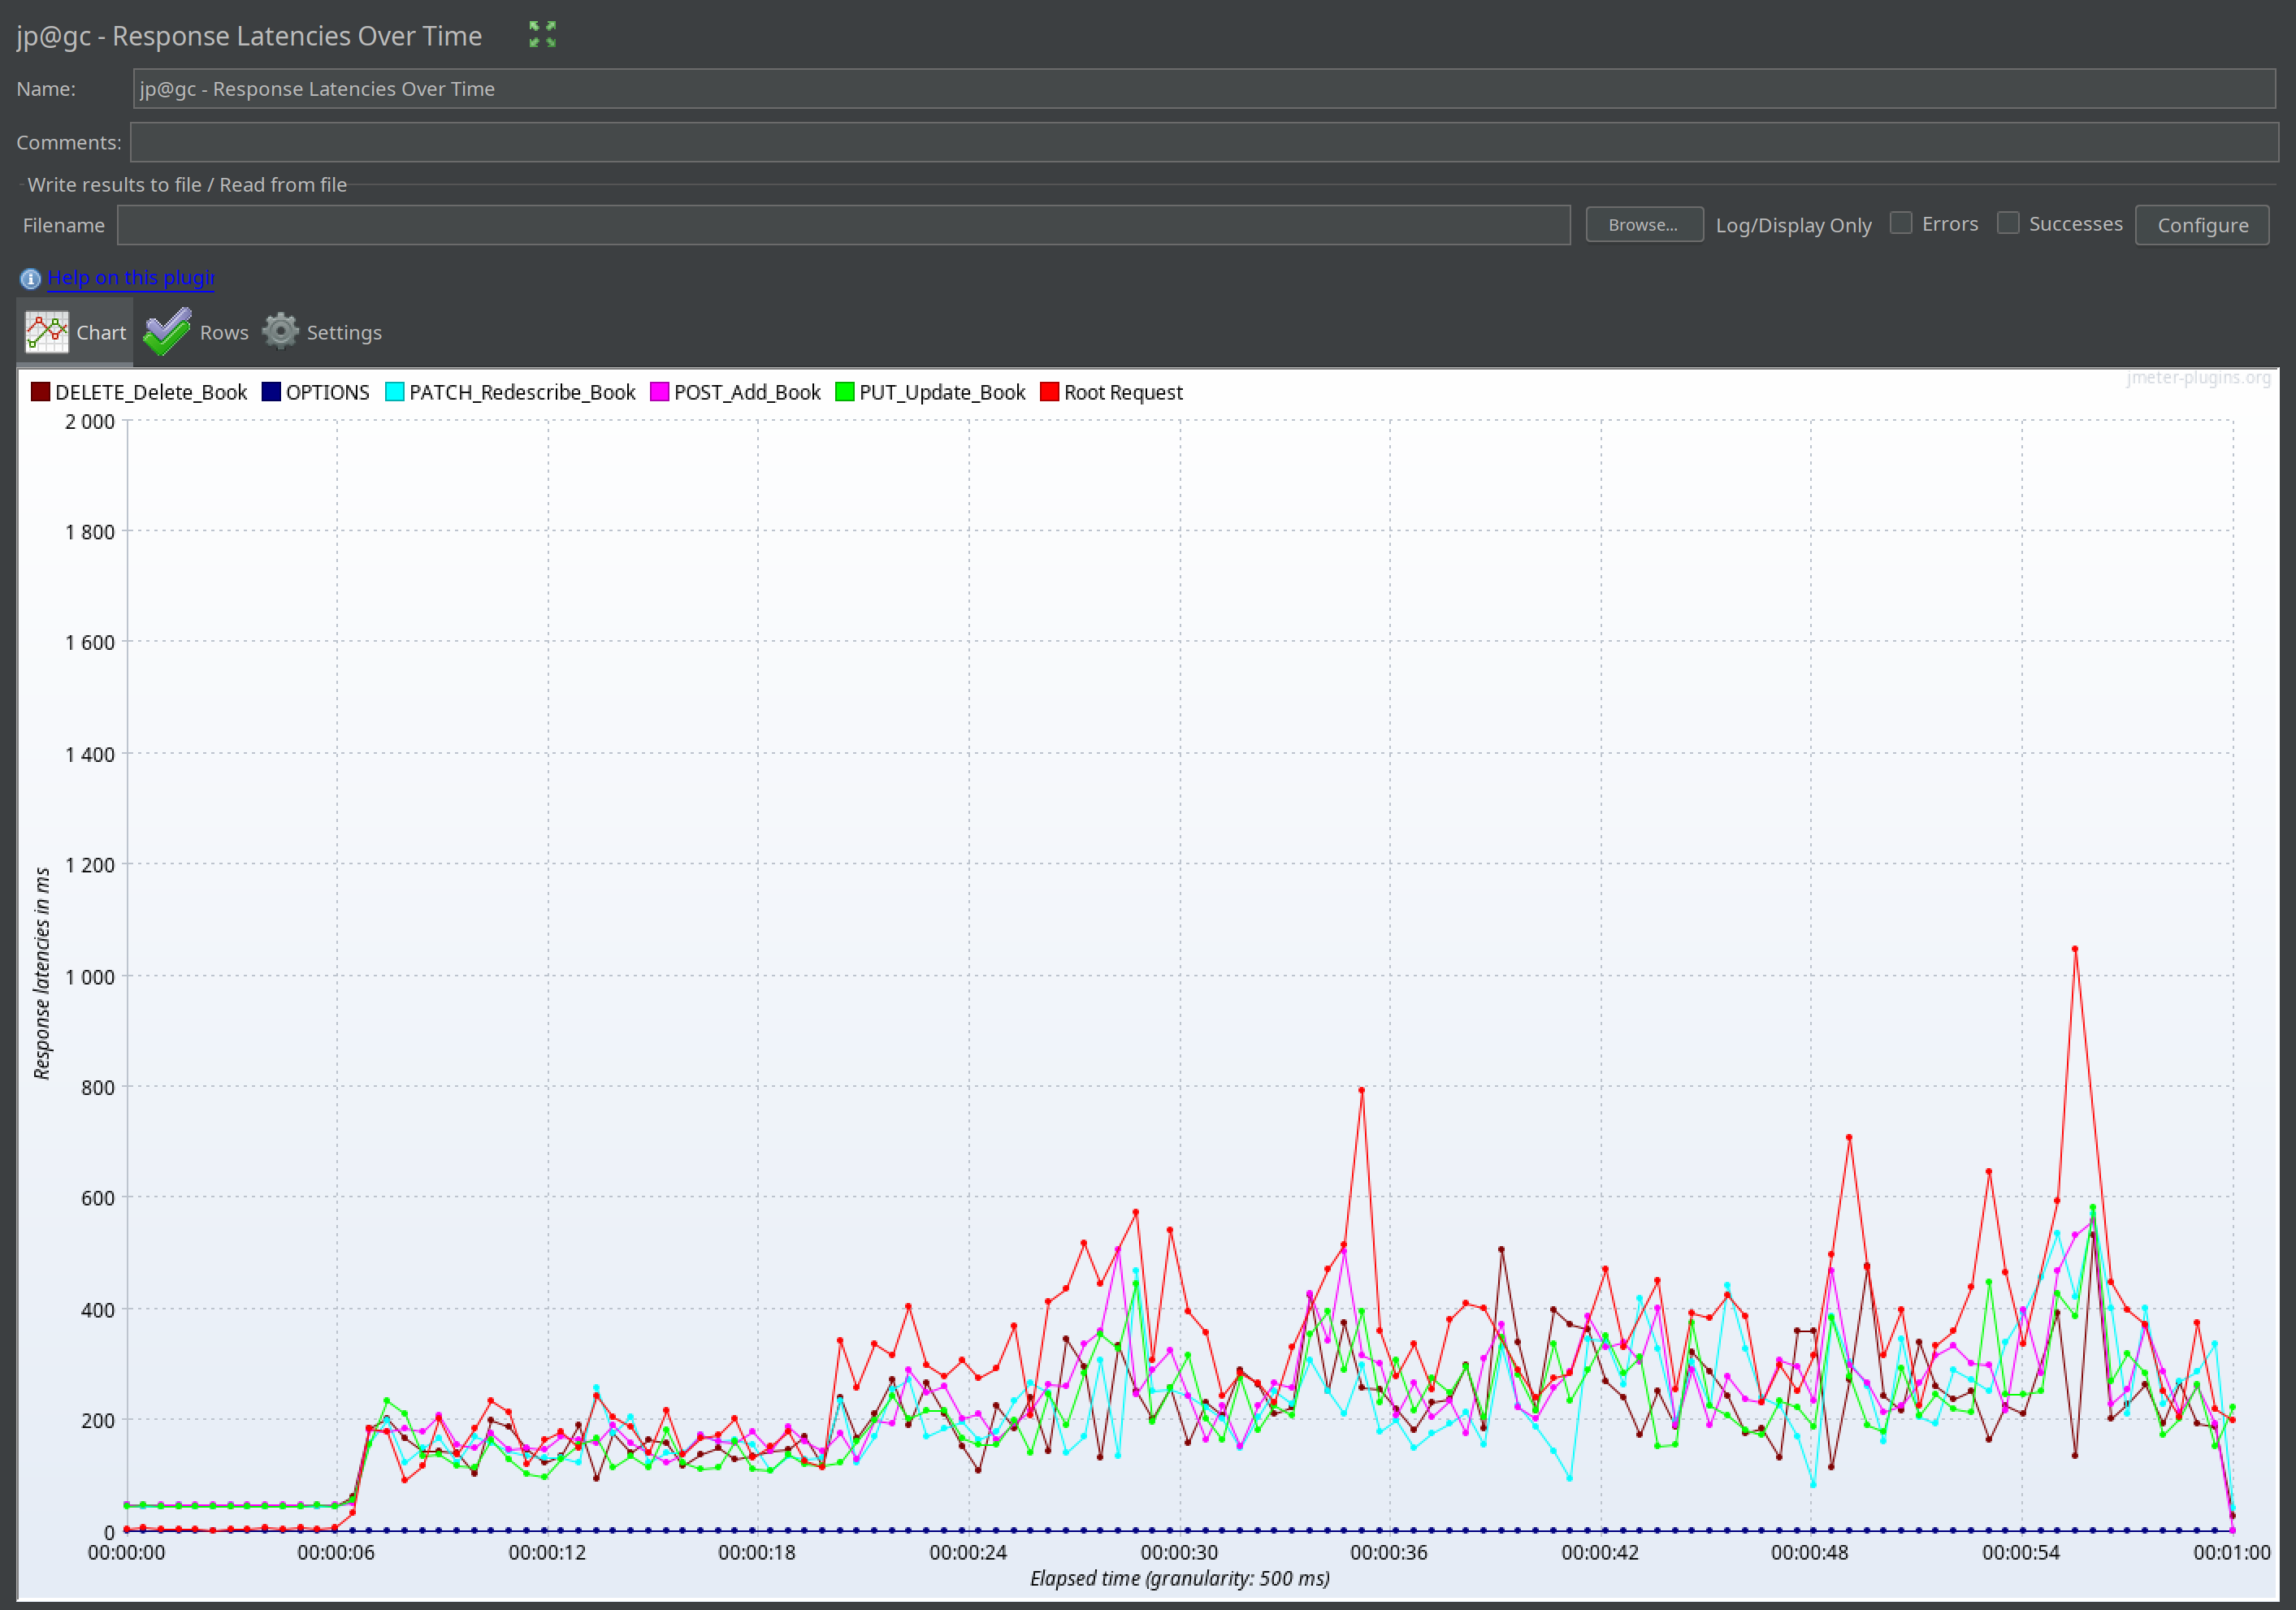 jp@gc - Response Latencies Over Time
Name: jp@gc - Response Latencies Over Time
Comments:
Write results to file / Read from file
Filename Browse... Log/Display Only Errors Successes Configure
Help on this plugin
Chart Rows Settings
jmeter-plugins.org
DELETE_Delete_Book OPTIONS PATCH_Redescribe_Book POST_Add_Book PUT_Update_Book Root Request
2 000
1 800
1 600
1 400
1 200
1 000
800
600
400
200
0
Response latencies in ms
00:00:00 00:00:06 00:00:12 00:00:18 00:00:24 00:00:30 00:00:36 00:00:42 00:00:48 00:00:54 00:01:00
Elapsed time (granularity: 500 ms)